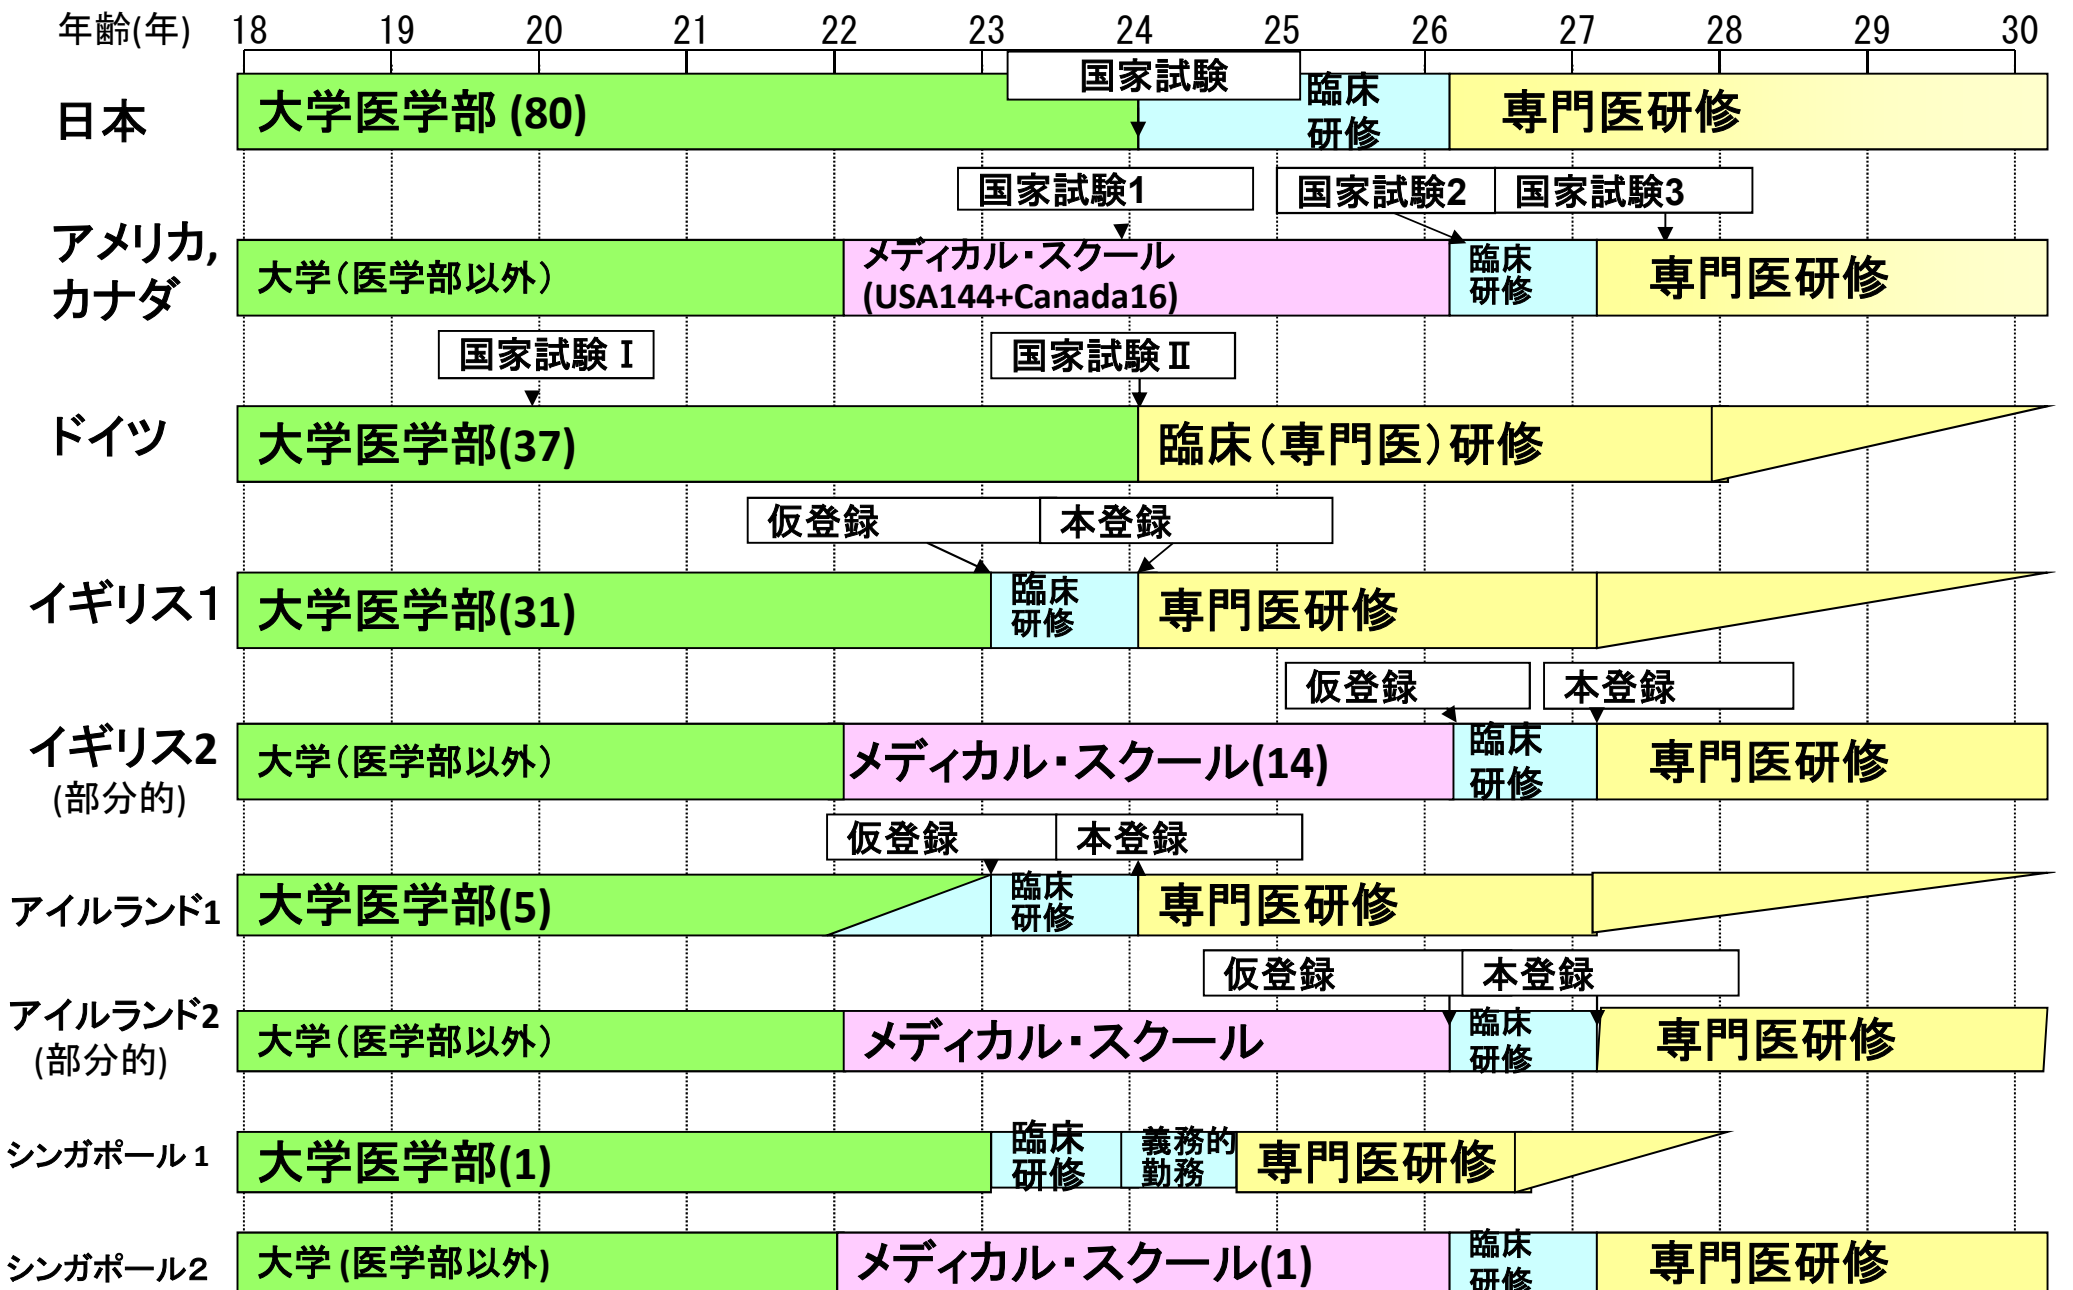 年齢(年) 18 19 20 21 22 23 24 25 26 27 28 29 30
国家試験
日本
大学医学部 (80)
臨床
研修
専門医研修
国家試験1
国家試験2
国家試験3
アメリカ,
カナダ
大学（医学部以外）
メディカル・スクール
(USA144+Canada16)
臨床
研修
専門医研修
国家試験Ⅰ
国家試験Ⅱ
ドイツ
大学医学部(37)
臨床（専門医）研修
仮登録
本登録
イギリス１
大学医学部(31)
臨床
研修
専門医研修
仮登録
本登録
イギリス2
(部分的)
大学（医学部以外）
メディカル・スクール(14)
臨床
研修
専門医研修
仮登録
本登録
アイルランド1
大学医学部(5)
臨床
研修
専門医研修
仮登録
本登録
アイルランド2
(部分的)
大学（医学部以外）
メディカル・スクール
臨床
研修
専門医研修
シンガポール 1
大学医学部(1)
臨床
研修
義務的
勤務
専門医研修
シンガポール２
大学 (医学部以外)
メディカル・スクール(1)
臨床
研修
専門医研修